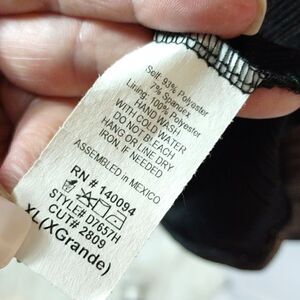 Self: 93% Polyester
7% Spandex
Lining: 100% Polyester
HAND WASH
WITH COLD WATER
DO NOT BLEACH
HANG OR LINE DRY
IRON, IF NEEDED
ASSEMBLED in MEXICO
RN # 140094
STYLE# D7657H
CUT# 2809
XL(XGrande)